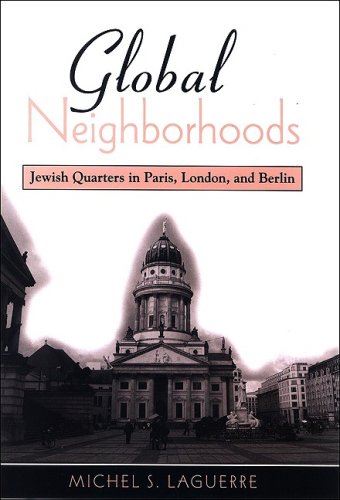 Global
Neighborhoods
Jewish Quarters in Paris, London, and Berlin
MICHEL S. LAGUERRE